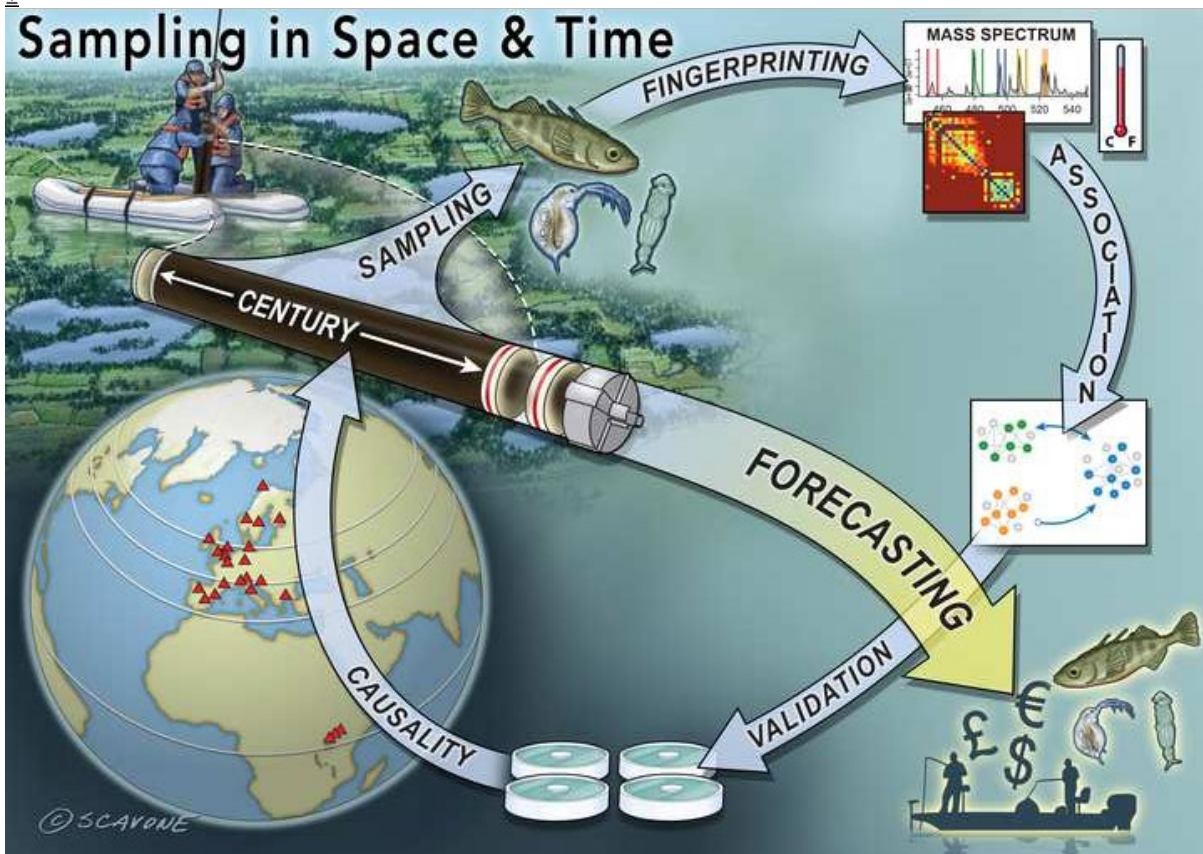 Sampling in Space & Time
FINGERPRINTING
MASS SPECTRUM
460 480 500 520 540
C F
ASSOCIATION
SAMPLING
CENTURY
FORECASTING
VALIDATION
CAUSALITY
£ € $
© SCAVONE